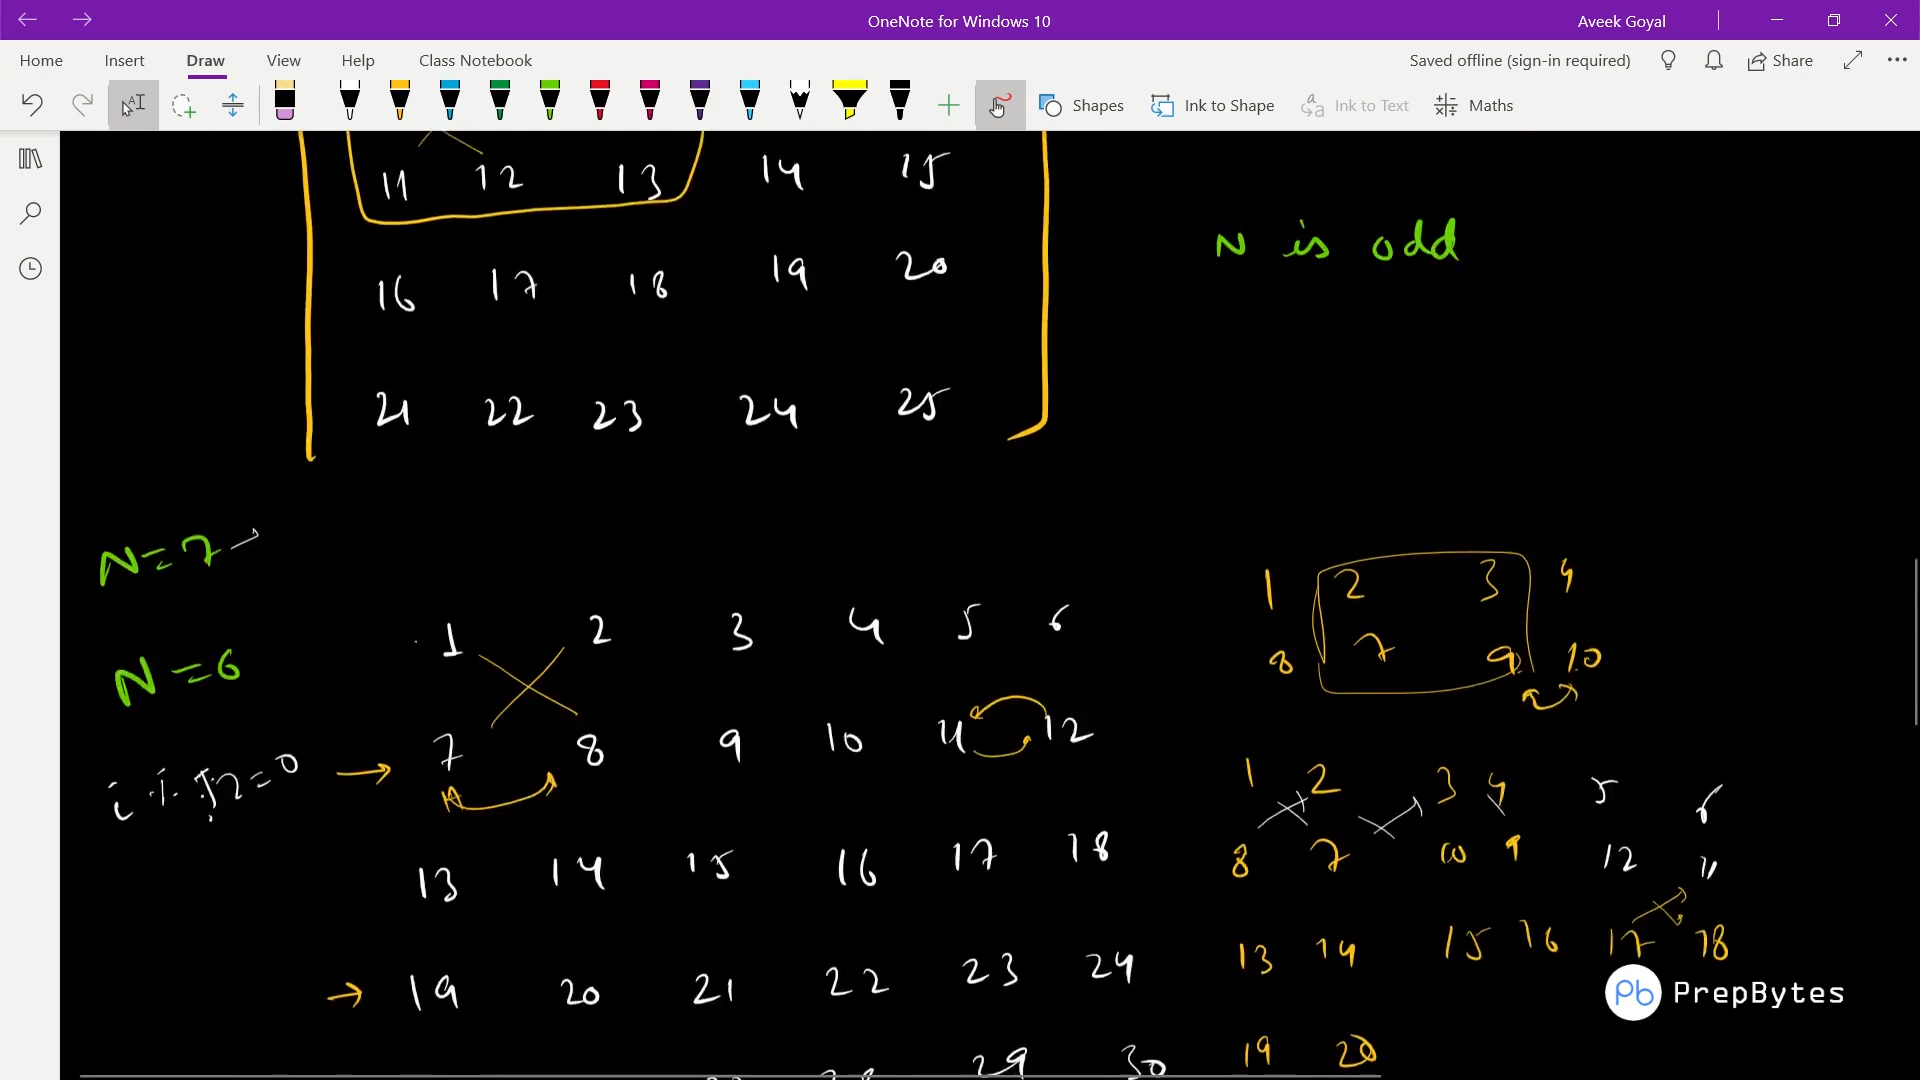 OneNote for Windows 10
Aveek Goyal
Home Insert Draw View Help Class Notebook
Saved offline (sign-in required) Share
Shapes Ink to Shape Ink to Text Maths
11 12 13 14 15
N is odd
16 17 18 19 20
21 22 23 24 25
N=7
1 2 3 4
N=6
1 2 3 4 5 6
8 7 9 10
7 8 9 10 11 12
1 2 3 4 5 6
8 7 10 9 12 11
13 14 15 16 17 18
13 14 15 16 17 18
19 20 21 22 23 24
Pb PrepBytes
29 30
19 20